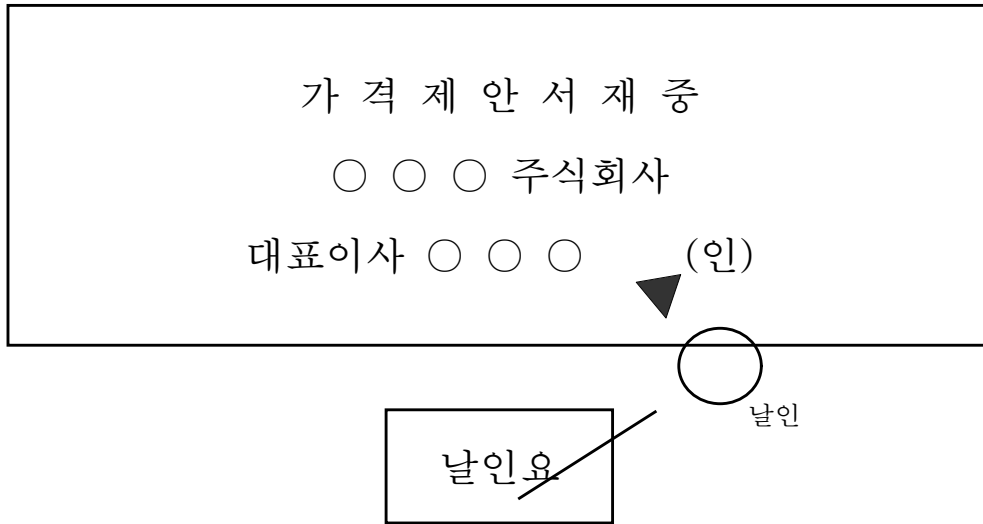 가 격 제 안 서 재 중
○ ○ ○ 주식회사
대표이사 ○ ○ ○ (인)
날인
날인요